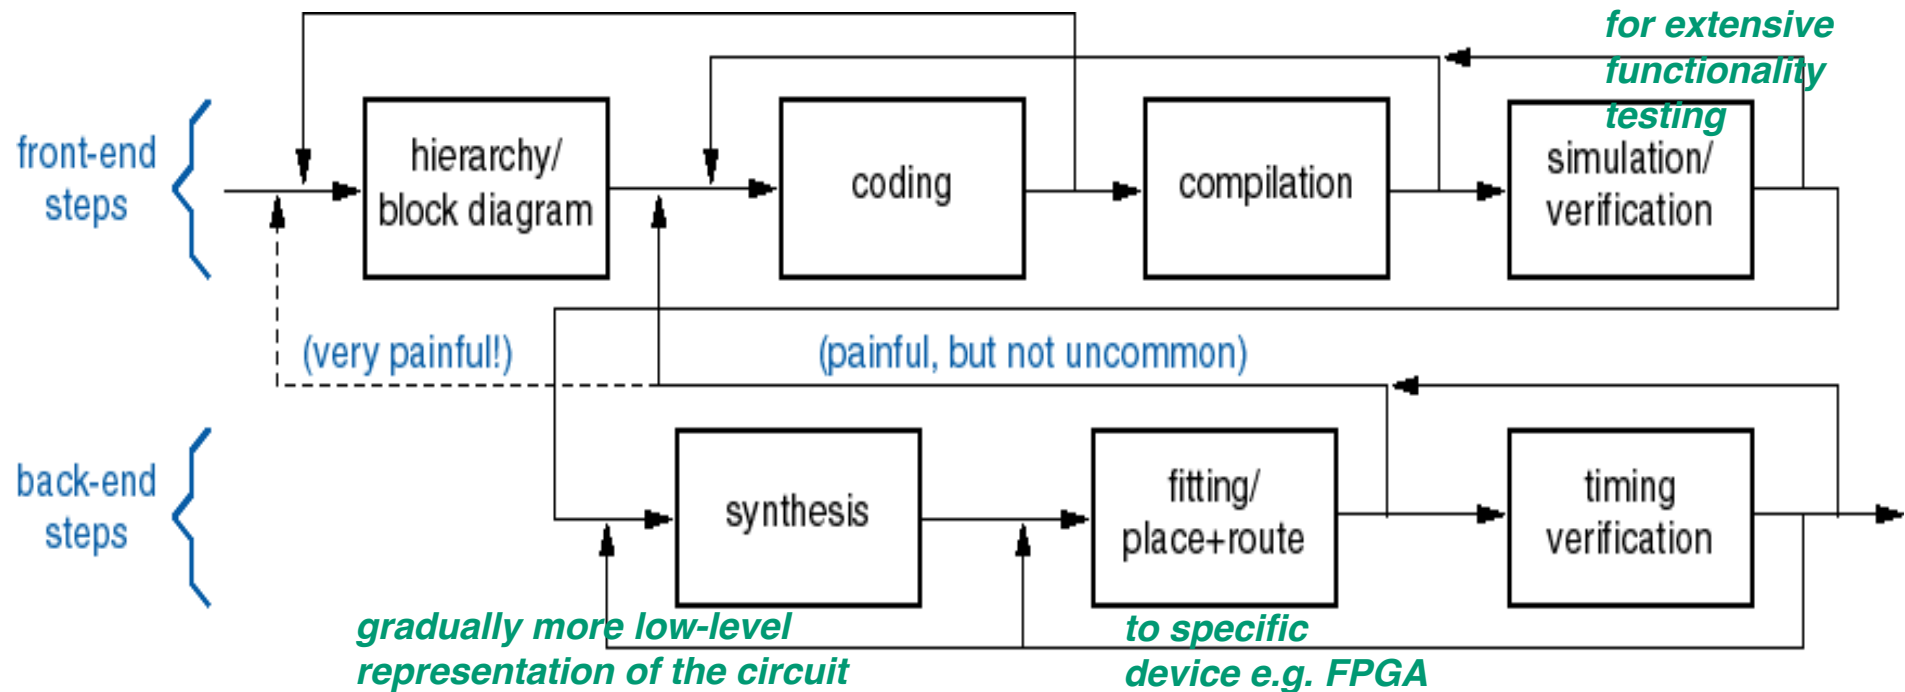 for extensive
functionality
testing
front-end
steps
hierarchy/
block diagram
coding
compilation
simulation/
verification
(very painful!)
(painful, but not uncommon)
back-end
steps
synthesis
fitting/
place+route
timing
verification
gradually more low-level
representation of the circuit
to specific
device e.g. FPGA